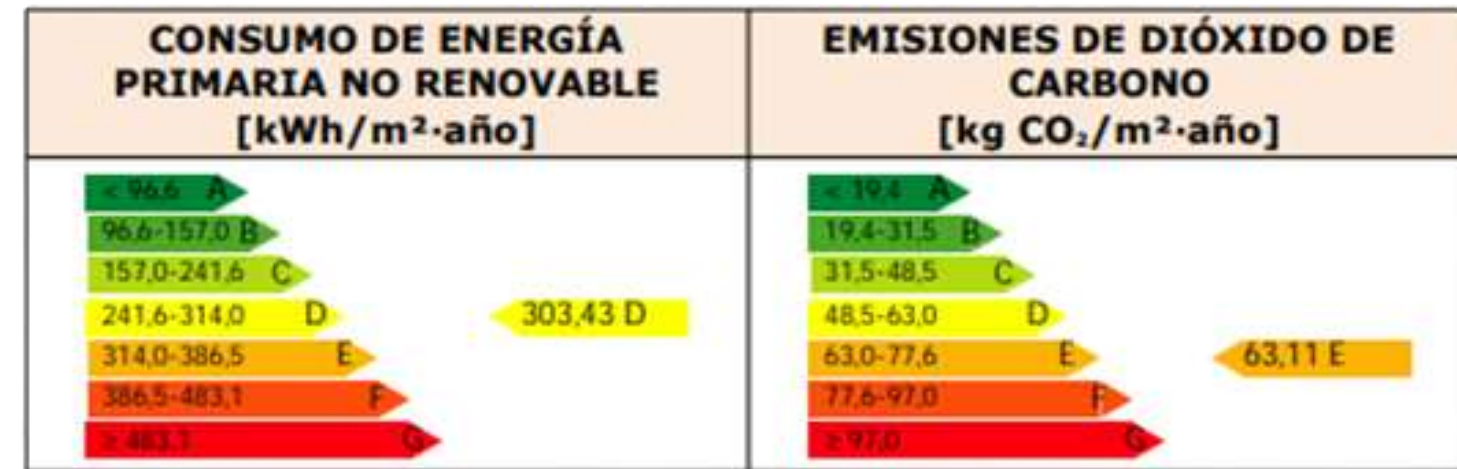 CONSUMO DE ENERGÍA
PRIMARIA NO RENOVABLE
[kWh/m²·año]
EMISIONES DE DIÓXIDO DE
CARBONO
[kg CO₂/m²·año]
< 96,6 A
96,6-157,0 B
157,0-241,6 C
241,6-314,0 D
303,43 D
314,0-386,5 E
386,5-483,1 F
≥ 483,1 G
< 19,4 A
19,4-31,5 B
31,5-48,5 C
48,5-63,0 D
63,0-77,6 E
63,11 E
77,6-97,0 F
≥ 97,0 G